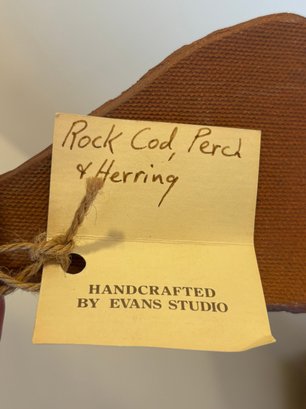 Rock Cod, Perch
& Herring
HANDCRAFTED
BY EVANS STUDIO